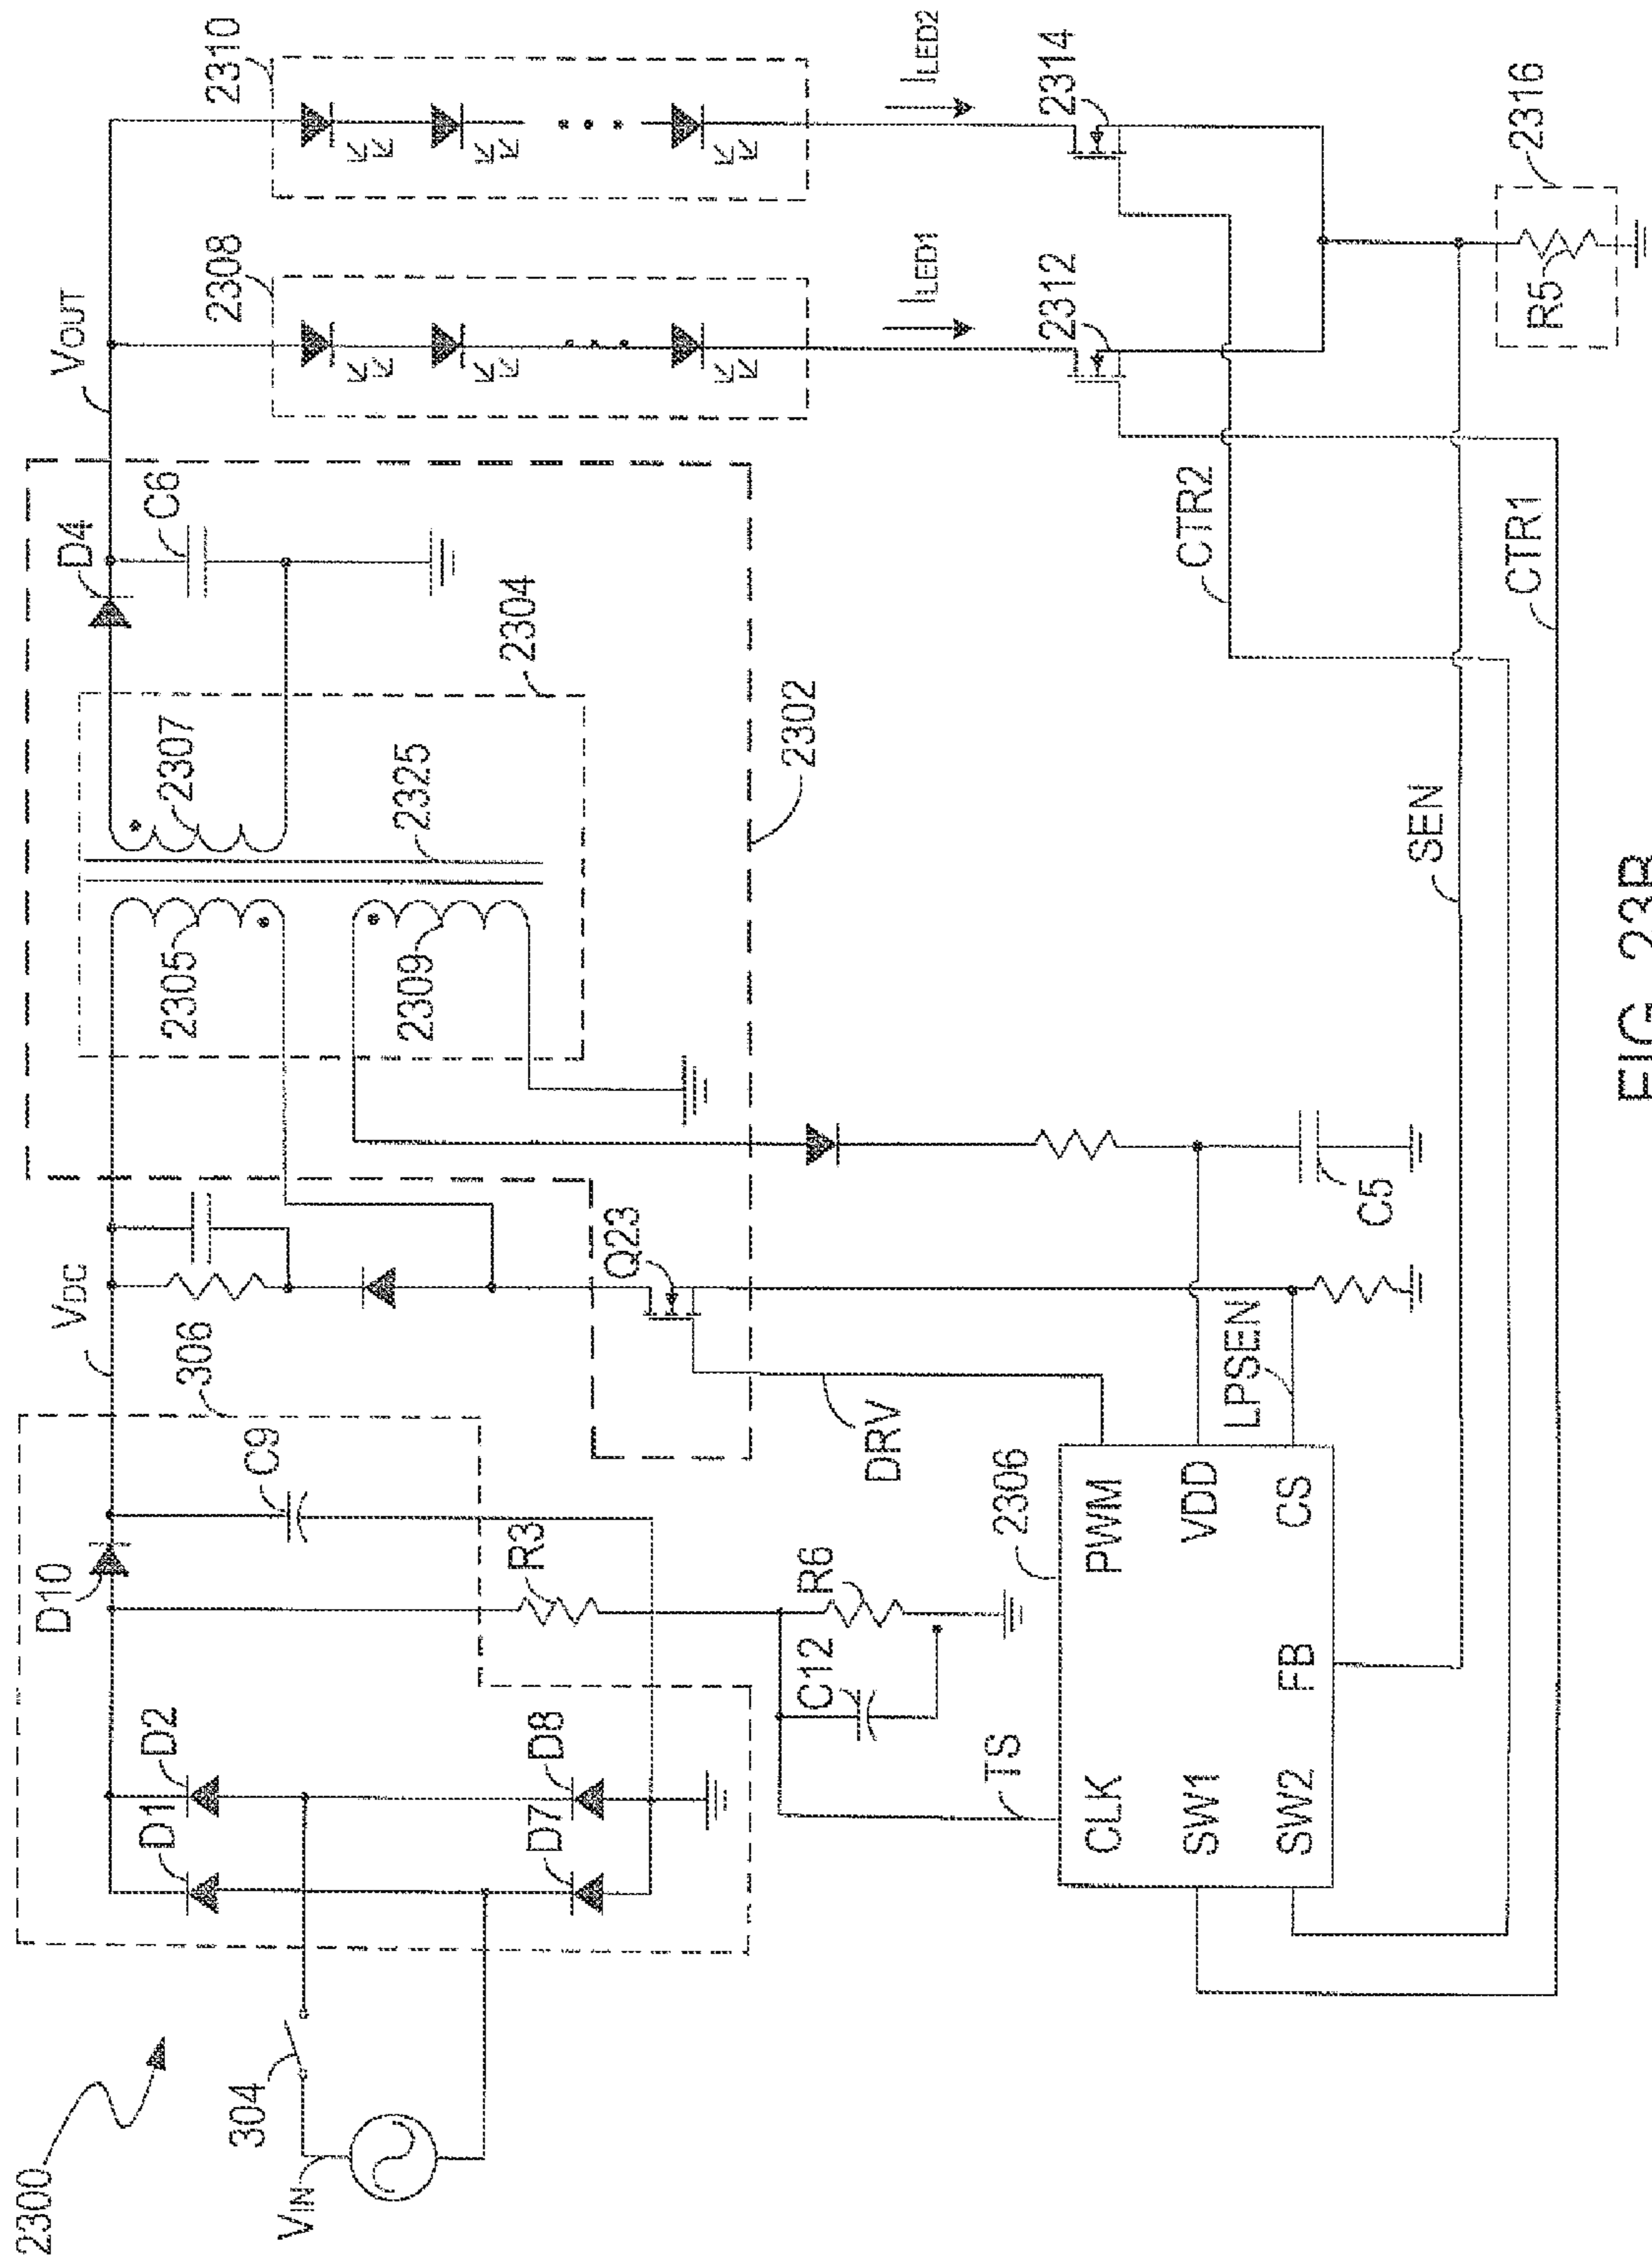 2300
304
VIN
D1
D2
D7
D8
D10
C9
306
VDC
R3
C12
R6
TS
DRV
Q23
2305
2309
2307
2325
2304
2302
D4
C6
VOUT
2308
2310
ILED1
ILED2
2312
2314
2316
R5
2306
CLK
PWM
SW1
VDD
SW2
FB
CS
LPSEN
C5
SEN
CTR2
CTR1
FIG. 23B